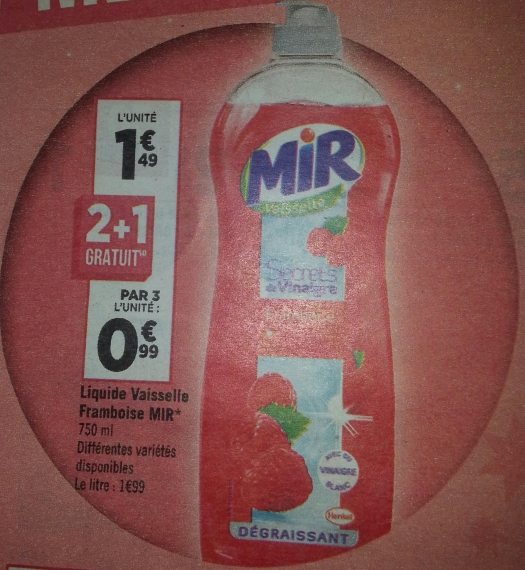 L'UNITÉ
1€49
2+1
GRATUIT
PAR 3
L'UNITÉ :
0€99
Liquide Vaisselle
Framboise MIR*
750 ml
Différentes variétés
disponibles
Le litre : 1€99
MiR
Vaisselle
Secrets
de Vinaigre
AVEC DU
VINAIGRE
BLANC
Henkel
DÉGRAISSANT